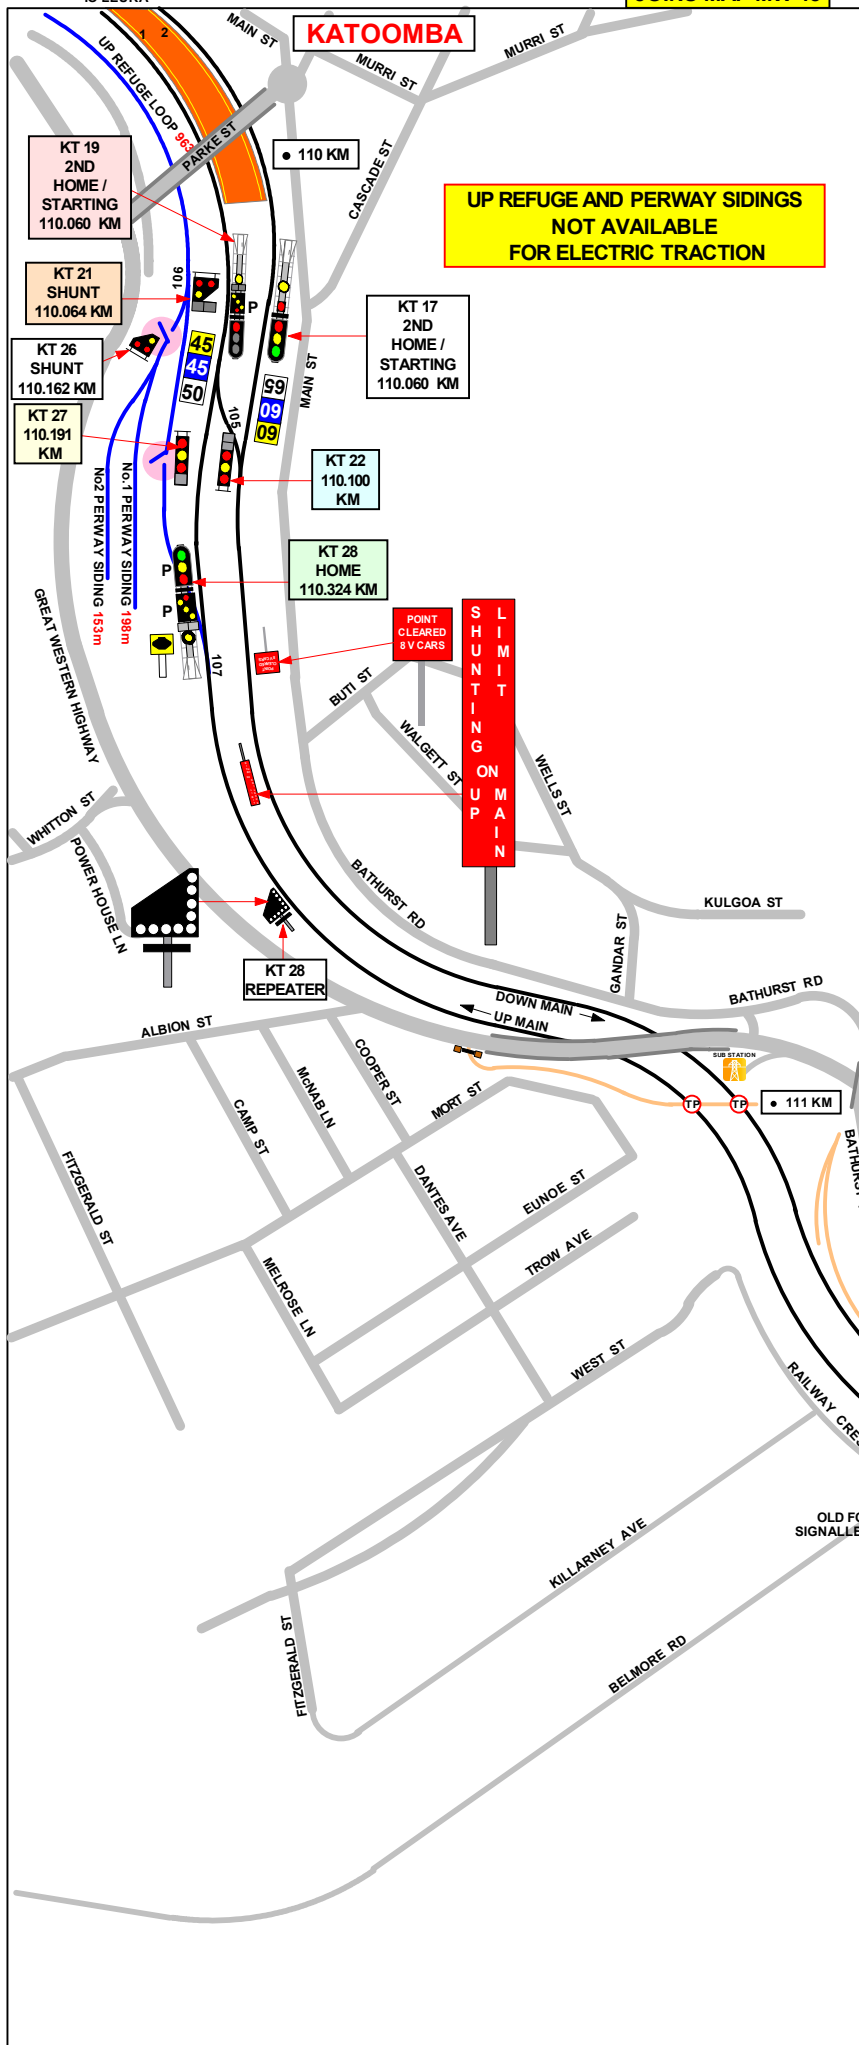 KATOOMBA
MAIN ST
MURRI ST
MURRI ST
1 2
UP REFUGE LOOP 963
PARKE ST
110 KM
CASCADE ST
KT 19
2ND
HOME /
STARTING
110.060 KM
UP REFUGE AND PERWAY SIDINGS
NOT AVAILABLE
FOR ELECTRIC TRACTION
KT 21
SHUNT
110.064 KM
106
P
KT 17
2ND
HOME /
STARTING
110.060 KM
KT 26
SHUNT
110.162 KM
45
45
50
65
60
60
MAIN ST
KT 27
110.191
KM
105
KT 22
110.100
KM
No2 PERWAY SIDING 153m
No.1 PERWAY SIDING 198m
KT 28
HOME
110.324 KM
P
P
107
GREAT WESTERN HIGHWAY
POINT
CLEARED
8 V CARS
POINT
CLEARED
8 V CARS
SHUNTING LIMIT
ON
UP MAIN
BUTI ST
WALGETT ST
WELLS ST
WHITTON ST
POWER HOUSE LN
BATHURST RD
KULGOA ST
GANDAR ST
KT 28
REPEATER
BATHURST RD
DOWN MAIN
UP MAIN
ALBION ST
SUB STATION
COOPER ST
McNAB LN
MORT ST
CAMP ST
TP
TP
111 KM
BATHURST
FITZGERALD ST
DANTES AVE
EUNOE ST
TROW AVE
MELROSE LN
WEST ST
RAILWAY CRES
OLD FO
SIGNALLE
KILLARNEY AVE
FITZGERALD ST
BELMORE RD